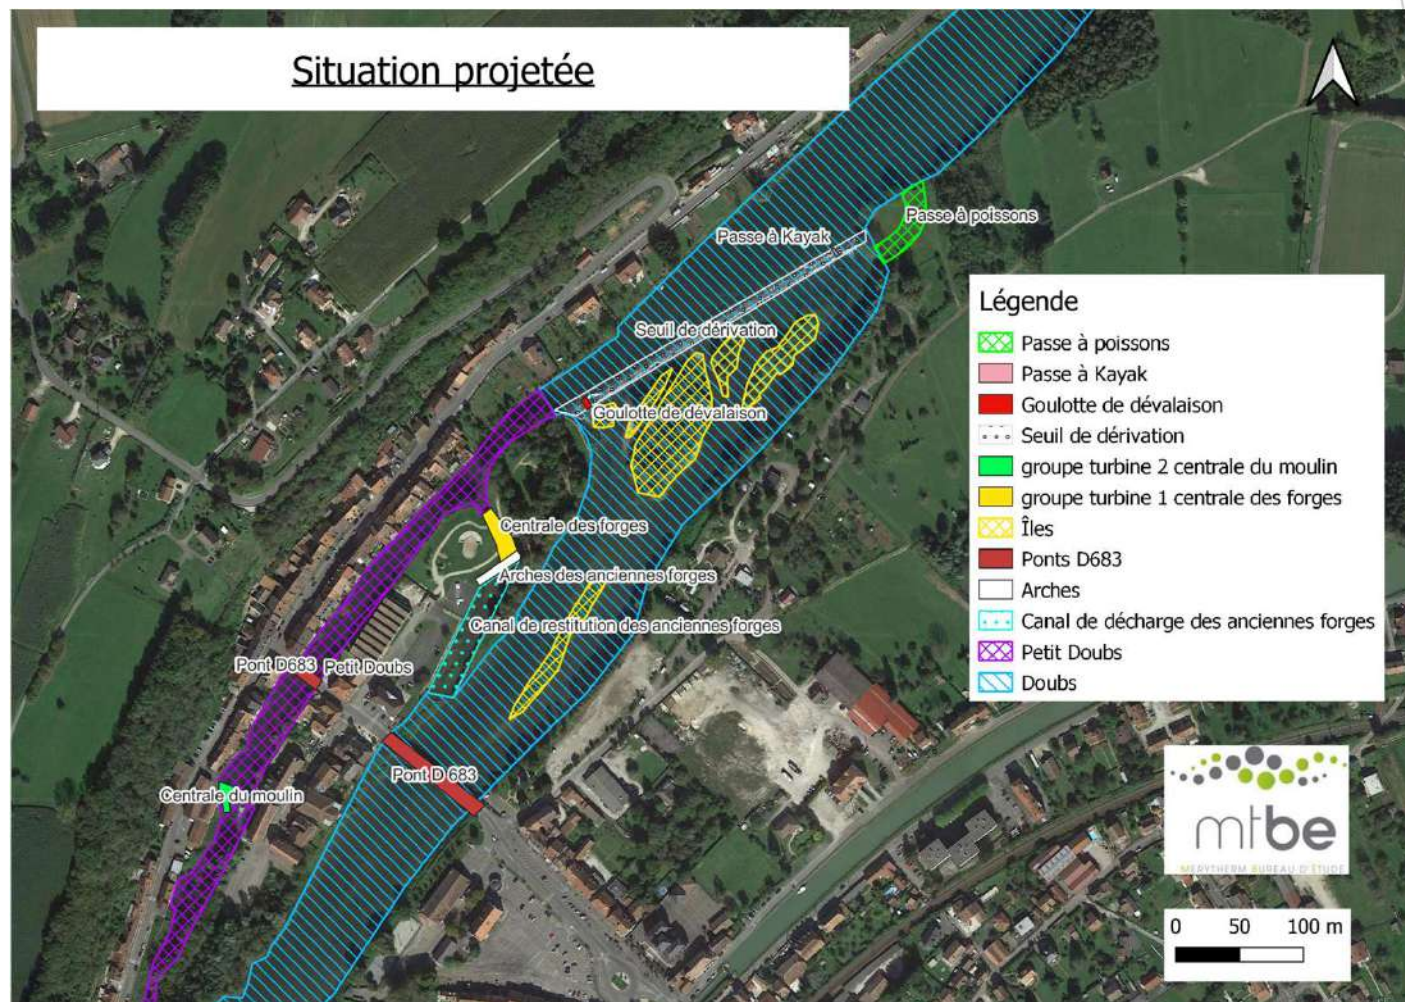 Situation projetée
Passe à poissons
Passe à Kayak
Seuil de dérivation
Goulotte de dévalaison
Centrale des forges
Arches des anciennes forges
Canal de restitution des anciennes forges
Pont D683
Petit Doubs
Pont D 683
Centrale du moulin
Légende
Passe à poissons
Passe à Kayak
Goulotte de dévalaison
Seuil de dérivation
groupe turbine 2 centrale du moulin
groupe turbine 1 centrale des forges
Îles
Ponts D683
Arches
Canal de décharge des anciennes forges
Petit Doubs
Doubs
mtbe
MERYTHERM BUREAU D'ÉTUDE
0 50 100 m